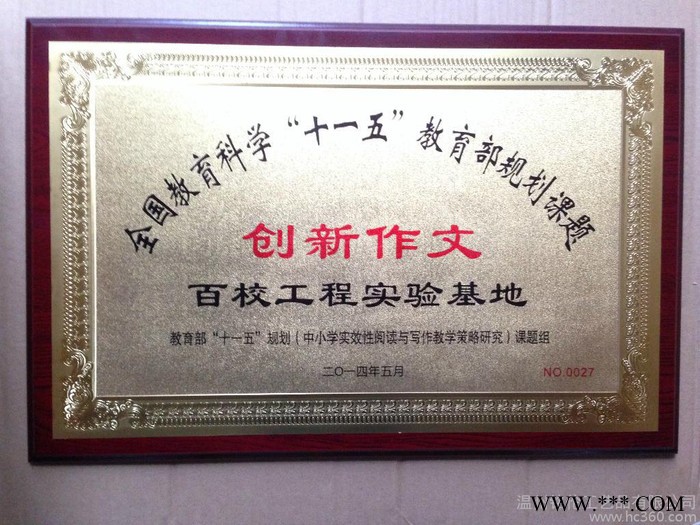 全国教育科学“十一五”教育部规划课题
创新作文
百校工程实验基地
教育部“十一五”规划（中小学实效性阅读与写作教学策略研究）课题组
二〇一四年五月
NO.0027
www.hc360.com
WWW.***.COM